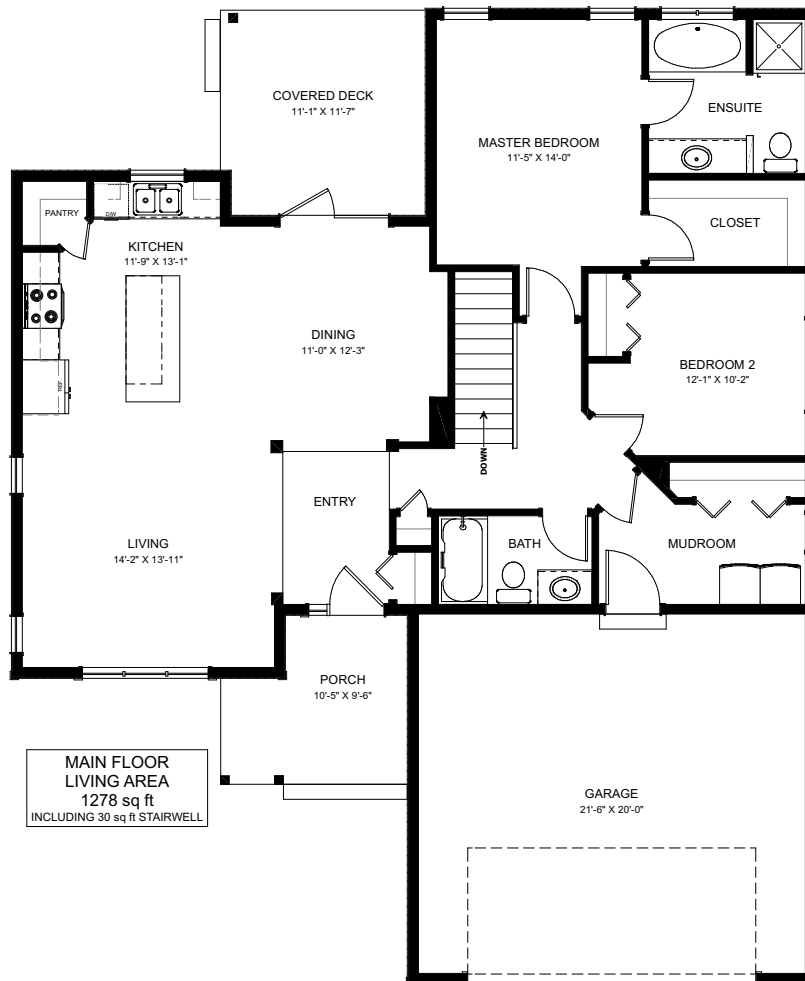 COVERED DECK
11'-1" X 11'-7"
ENSUITE
MASTER BEDROOM
11'-5" X 14'-0"
PANTRY
D/W
CLOSET
KITCHEN
11'-9" X 13'-1"
DINING
11'-0" X 12'-3"
BEDROOM 2
12'-1" X 10'-2"
REF.
DOWN
ENTRY
LIVING
14'-2" X 13'-11"
BATH
MUDROOM
PORCH
10'-5" X 9'-6"
MAIN FLOOR
LIVING AREA
1278 sq ft
INCLUDING 30 sq ft STAIRWELL
GARAGE
21'-6" X 20'-0"